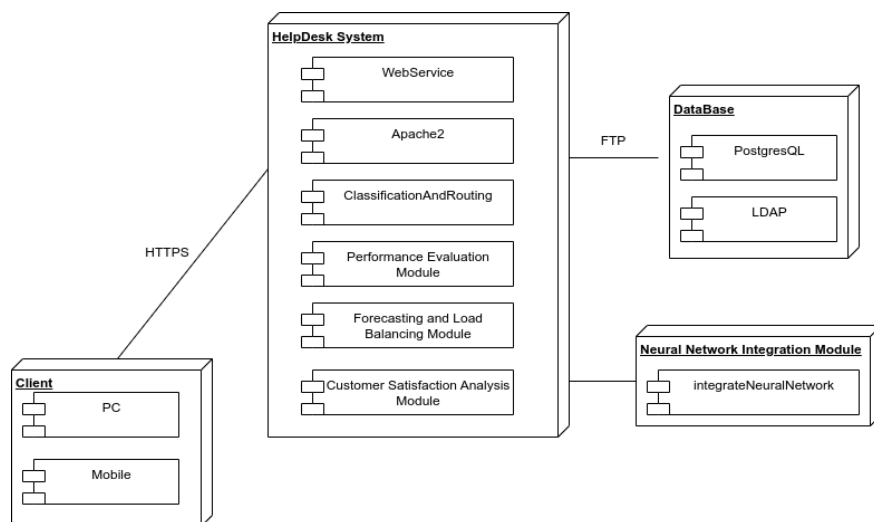 HelpDesk System
WebService
Apache2
ClassificationAndRouting
Performance Evaluation
Module
Forecasting and Load
Balancing Module
Customer Satisfaction Analysis
Module
HTTPS
Client
PC
Mobile
FTP
DataBase
PostgresQL
LDAP
Neural Network Integration Module
integrateNeuralNetwork